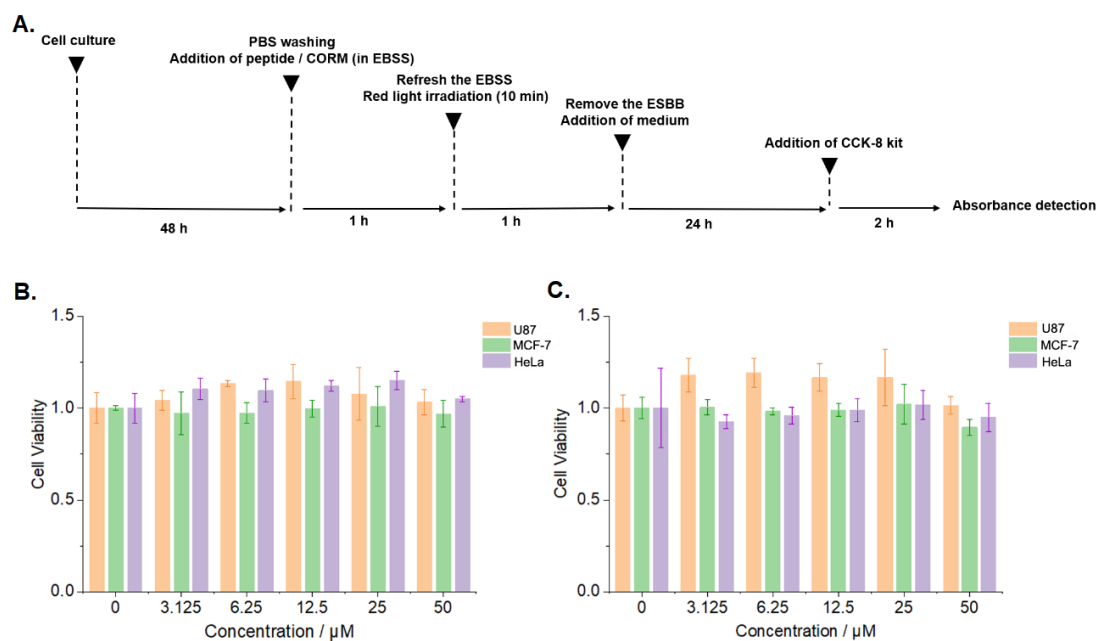 A.
Cell culture
PBS washing
Addition of peptide / CORM (in EBSS)
Refresh the EBSS
Red light irradiation (10 min)
Remove the ESBB
Addition of medium
Addition of CCK-8 kit
48 h
1 h
1 h
24 h
2 h
Absorbance detection
B.
1.5
1.0
0.5
0.0
Cell Viability
U87
MCF-7
HeLa
0 3.125 6.25 12.5 25 50
Concentration / μM
C.
1.5
1.0
0.5
0.0
Cell Viability
U87
MCF-7
HeLa
0 3.125 6.25 12.5 25 50
Concentration / μM